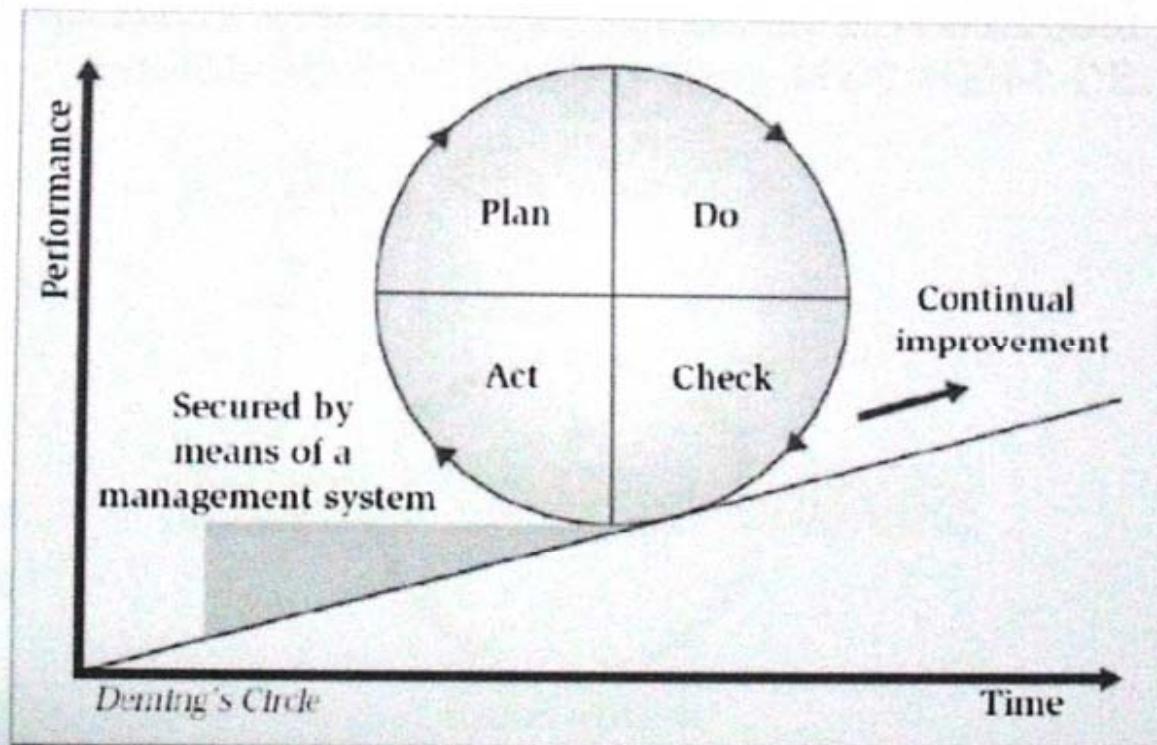 Performance
Plan
Do
Act
Check
Continual
improvement
Secured by
means of a
management system
Deming's Circle
Time